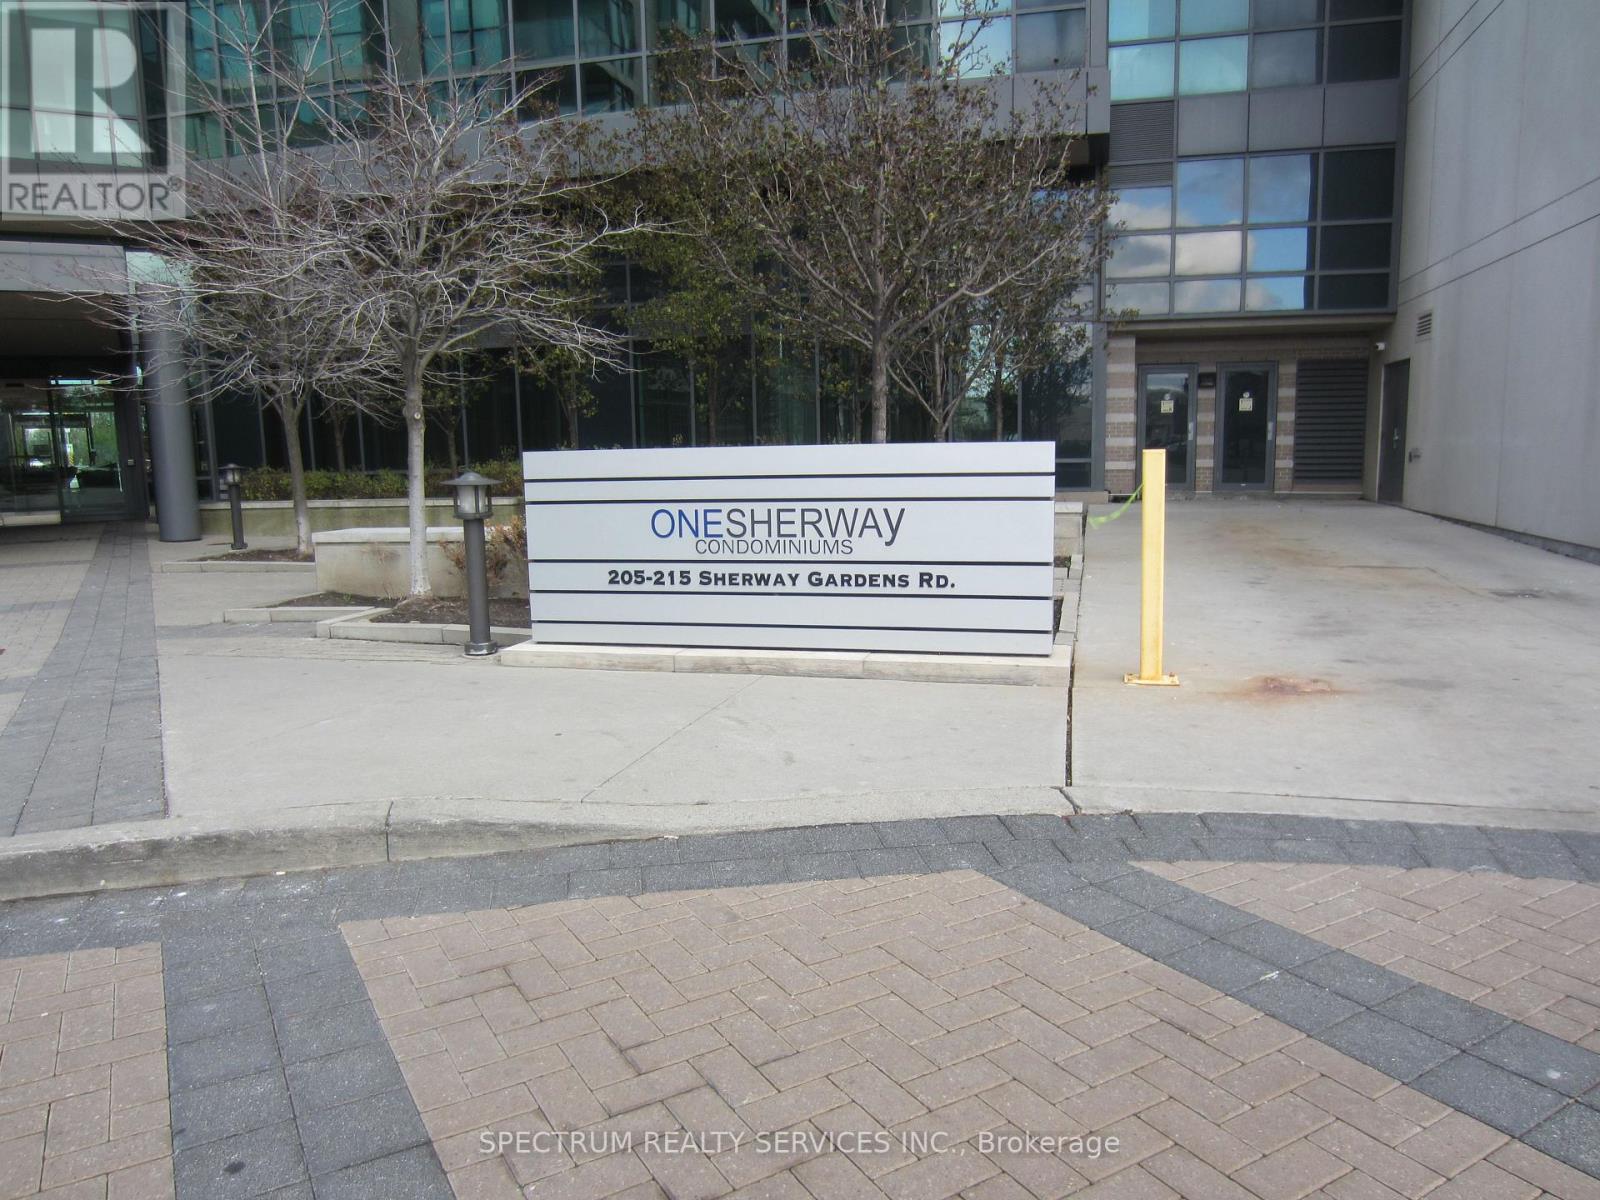 REALTOR®
ONESHERWAY
CONDOMINIUMS
205-215 SHERWAY GARDENS RD.
SPECTRUM REALTY SERVICES INC., Brokerage